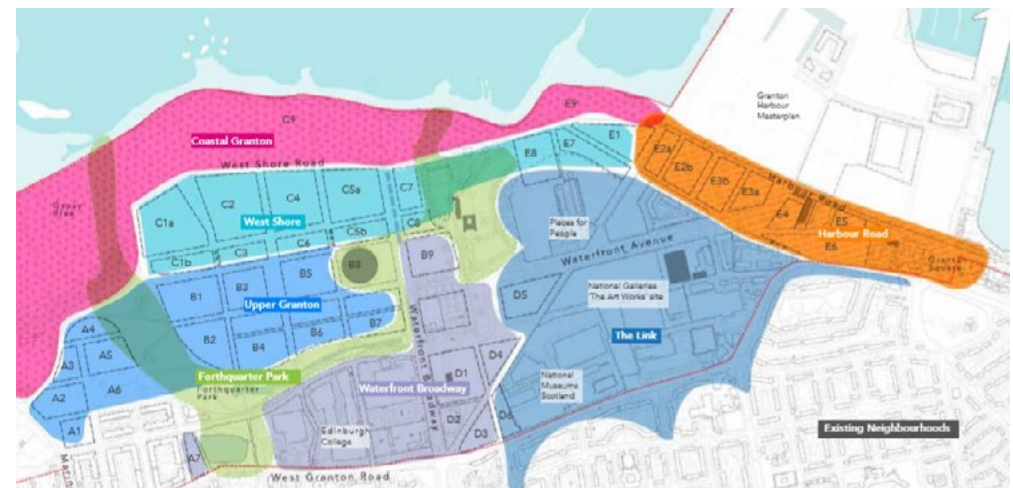 Granton
Harbour
Masterplan
E9
C9
Coastal Granton
West Shore Road
E1
E7
E8
E2a
E2b
E3b
E3a
Harbour Road
E4
E5
Harbour Road
E6
C5a
C7
C4
C2
C1a
West Shore
C5b
C8
C6
C3
C1b
Places for
People
Waterfront Avenue
B9
B8
B5
B3
B1
National Galleries
'The Art Works' site
D5
Upper Granton
Waterfront Broadway
B7
B6
B2
B4
A4
A3
A5
The Link
D4
Forthquarter Park
Forthquarter
Park
D1
Waterfront Broadway
National
Museums
Scotland
A6
A2
A1
D2
D6
D3
Edinburgh
College
Existing Neighbourhoods
A7
West Granton Road